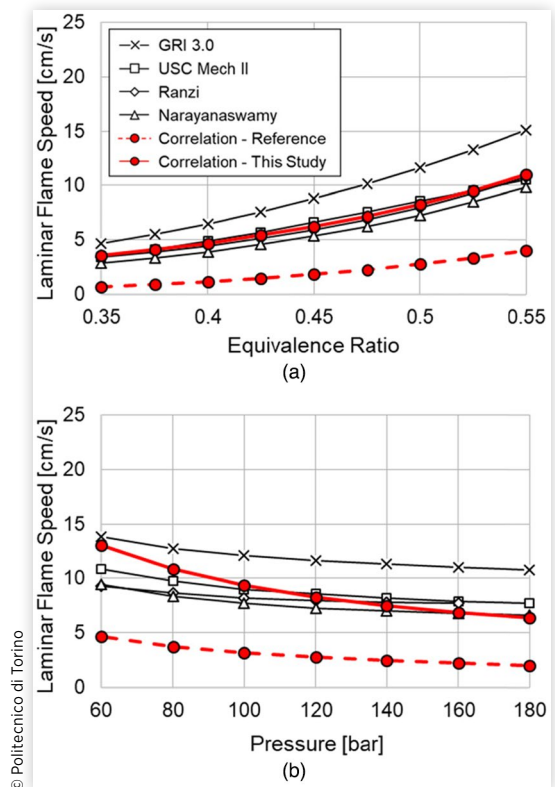 25
20
15
10
5
0
Laminar Flame Speed [cm/s]
GRI 3.0
USC Mech II
Ranzi
Narayanaswamy
Correlation - Reference
Correlation - This Study
0.35 0.4 0.45 0.5 0.55
Equivalence Ratio
(a)
25
20
15
10
5
0
Laminar Flame Speed [cm/s]
60 80 100 120 140 160 180
Pressure [bar]
(b)
© Politecnico di Torino